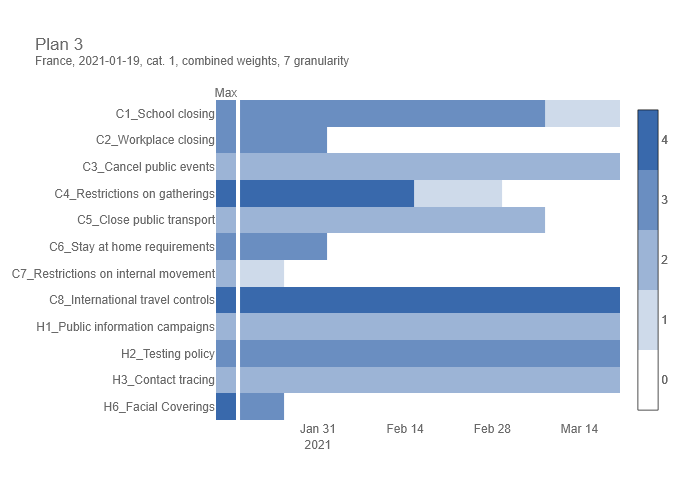 Plan 3
France, 2021-01-19, cat. 1, combined weights, 7 granularity
Max
C1_School closing
C2_Workplace closing
C3_Cancel public events
C4_Restrictions on gatherings
C5_Close public transport
C6_Stay at home requirements
C7_Restrictions on internal movement
C8_International travel controls
H1_Public information campaigns
H2_Testing policy
H3_Contact tracing
H6_Facial Coverings
Jan 31 Feb 14 Feb 28 Mar 14
2021
4
3
2
1
0